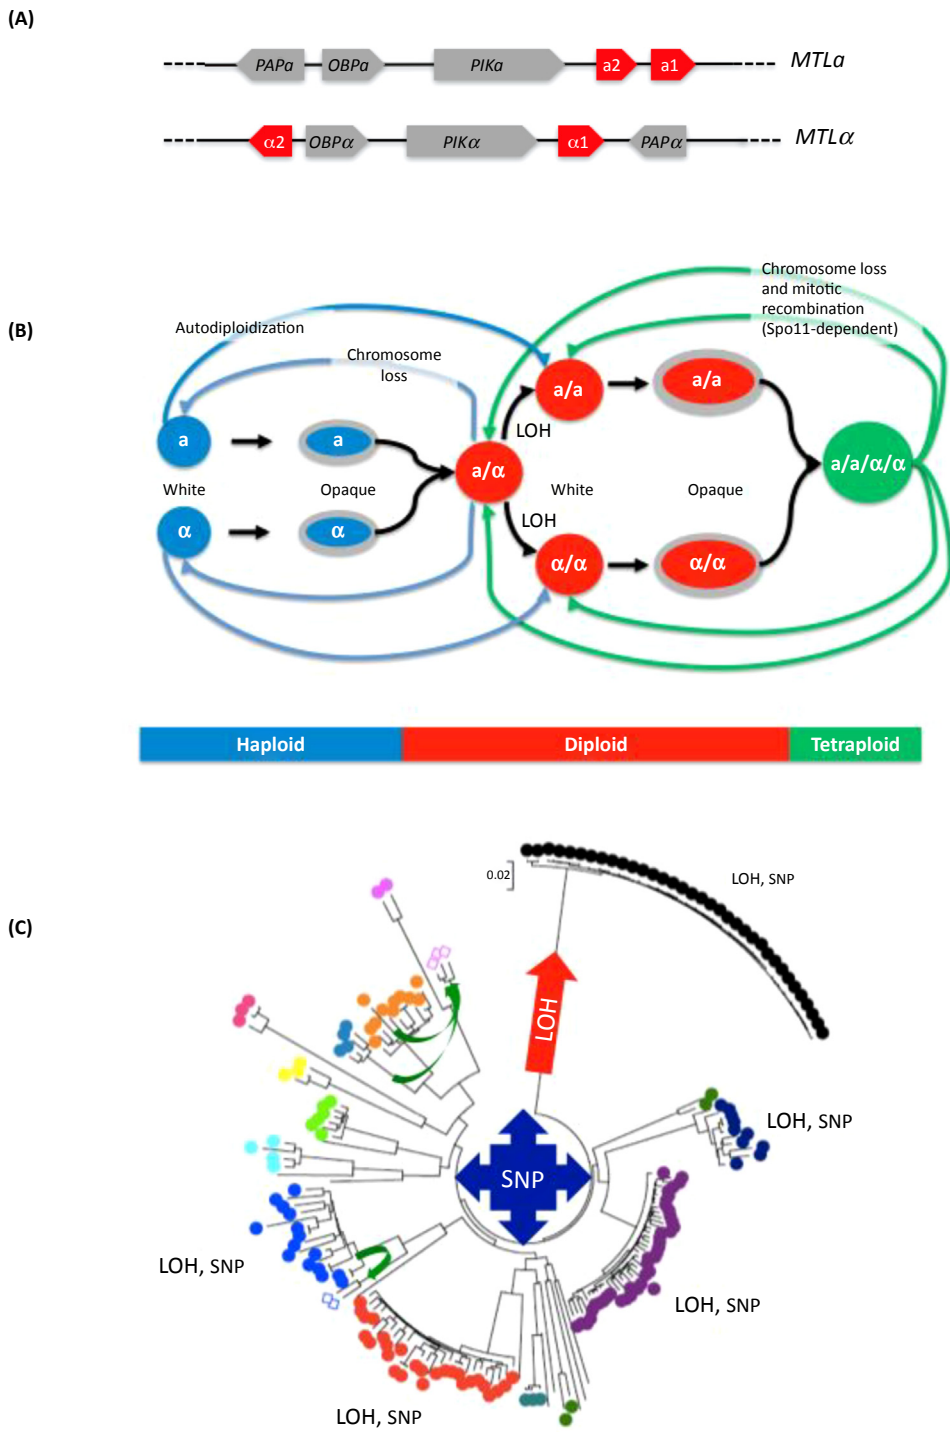 (A)
PAPa OBPa PIKa a2 a1 MTLa
α2 OBPα PIKα α1 PAPα MTLα
(B)
Chromosome loss
and mitotic
recombination
(Spo11-dependent)
Autodiploidization
Chromosome
loss
a/a a/a
LOH
a a
a/α a/a/α/α
White Opaque White Opaque
LOH
α α
α/α α/α
Haploid Diploid Tetraploid
(C)
0.02
LOH, SNP
LOH
LOH, SNP
SNP
LOH, SNP
LOH, SNP
LOH, SNP